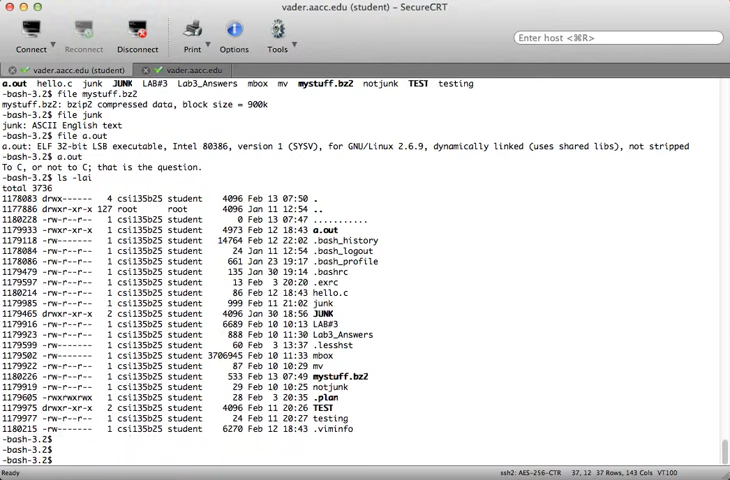 vader.aacc.edu (student) – SecureCRT
Connect Reconnect Disconnect Print Options Tools Enter host <⌘R>
vader.aacc.edu (student) vader.aacc.edu
a.out hello.c junk JUNK LAB#3 Lab3_Answers mbox mv mystuff.bz2 notjunk TEST testing
-bash-3.2$ file mystuff.bz2
mystuff.bz2: bzip2 compressed data, block size = 900k
-bash-3.2$ file junk
junk: ASCII English text
-bash-3.2$ file a.out
a.out: ELF 32-bit LSB executable, Intel 80386, version 1 (SYSV), for GNU/Linux 2.6.9, dynamically linked (uses shared libs), not stripped
-bash-3.2$ a.out
To C, or not to C; that is the question.
-bash-3.2$ ls -lai
total 3736
1178083 drwx------ 4 csi135b25 student 4096 Feb 13 07:50 .
1177886 drwxr-xr-x 127 root root 4096 Jan 11 12:54 ..
1180228 -rw-r--r-- 1 csi135b25 student 0 Feb 13 07:47 ...........
1179933 -rwxr-xr-x 1 csi135b25 student 4973 Feb 12 18:43 a.out
1179118 -rw------- 1 csi135b25 student 14764 Feb 12 22:02 .bash_history
1178084 -rw-r--r-- 1 csi135b25 student 24 Jan 11 12:54 .bash_logout
1178086 -rw-r--r-- 1 csi135b25 student 661 Jan 23 19:17 .bash_profile
1179479 -rw-r--r-- 1 csi135b25 student 135 Jan 30 19:14 .bashrc
1179597 -rw-r--r-- 1 csi135b25 student 13 Feb 3 20:20 .exrc
1180214 -rw-r--r-- 1 csi135b25 student 86 Feb 12 18:43 hello.c
1179985 -rw-r--r-- 1 csi135b25 student 999 Feb 11 21:02 junk
1179465 drwxr-xr-x 2 csi135b25 student 4096 Jan 30 18:56 JUNK
1179916 -rw-r--r-- 1 csi135b25 student 6689 Feb 10 10:13 LAB#3
1179923 -rw-r--r-- 1 csi135b25 student 888 Feb 10 11:30 Lab3_Answers
1179599 -rw------- 1 csi135b25 student 60 Feb 3 13:37 .lesshst
1179502 -rw------- 1 csi135b25 student 3706945 Feb 10 11:33 mbox
1179922 -rw-r--r-- 1 csi135b25 student 87 Feb 10 10:29 mv
1180226 -rw-r--r-- 1 csi135b25 student 533 Feb 13 07:49 mystuff.bz2
1179919 -rw-r--r-- 1 csi135b25 student 29 Feb 10 10:25 notjunk
1179605 -rwxrwxrwx 1 csi135b25 student 28 Feb 3 20:35 .plan
1179975 drwxr-xr-x 2 csi135b25 student 4096 Feb 11 20:26 TEST
1179977 -rw-r--r-- 1 csi135b25 student 24 Feb 11 20:27 testing
1180215 -rw------- 1 csi135b25 student 6270 Feb 12 18:43 .viminfo
-bash-3.2$
-bash-3.2$
-bash-3.2$
Ready ssh2: AES-256-CTR 37, 12 37 Rows, 143 Cols VT100